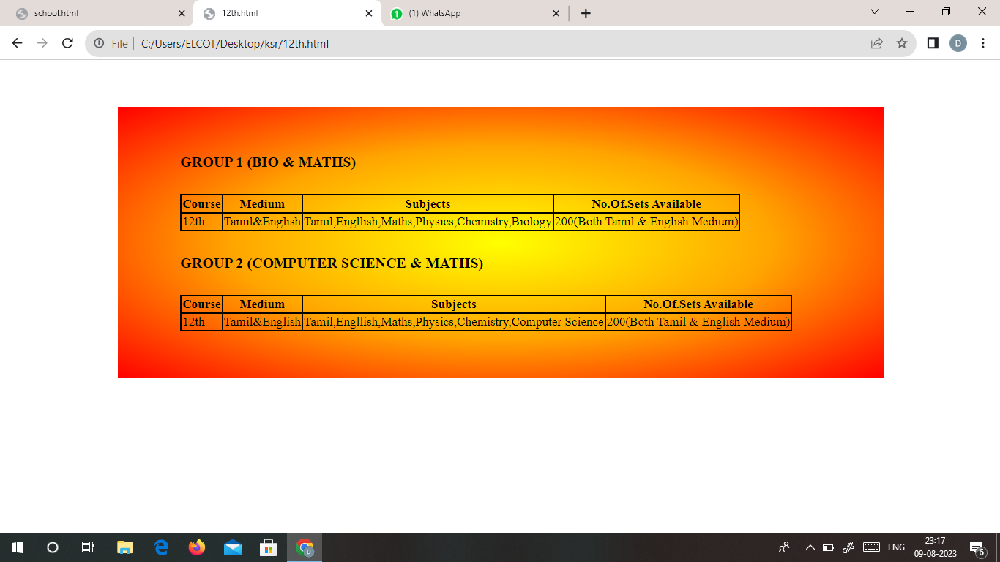 school.html
12th.html
(1) WhatsApp
File
C:/Users/ELCOT/Desktop/ksr/12th.html
D
GROUP 1 (BIO & MATHS)
Course Medium Subjects No.Of.Sets Available
12th Tamil&English Tamil,Engllish,Maths,Physics,Chemistry,Biology 200(Both Tamil & English Medium)
GROUP 2 (COMPUTER SCIENCE & MATHS)
Course Medium Subjects No.Of.Sets Available
12th Tamil&English Tamil,Engllish,Maths,Physics,Chemistry,Computer Science 200(Both Tamil & English Medium)
D
ENG
23:17
09-08-2023
6